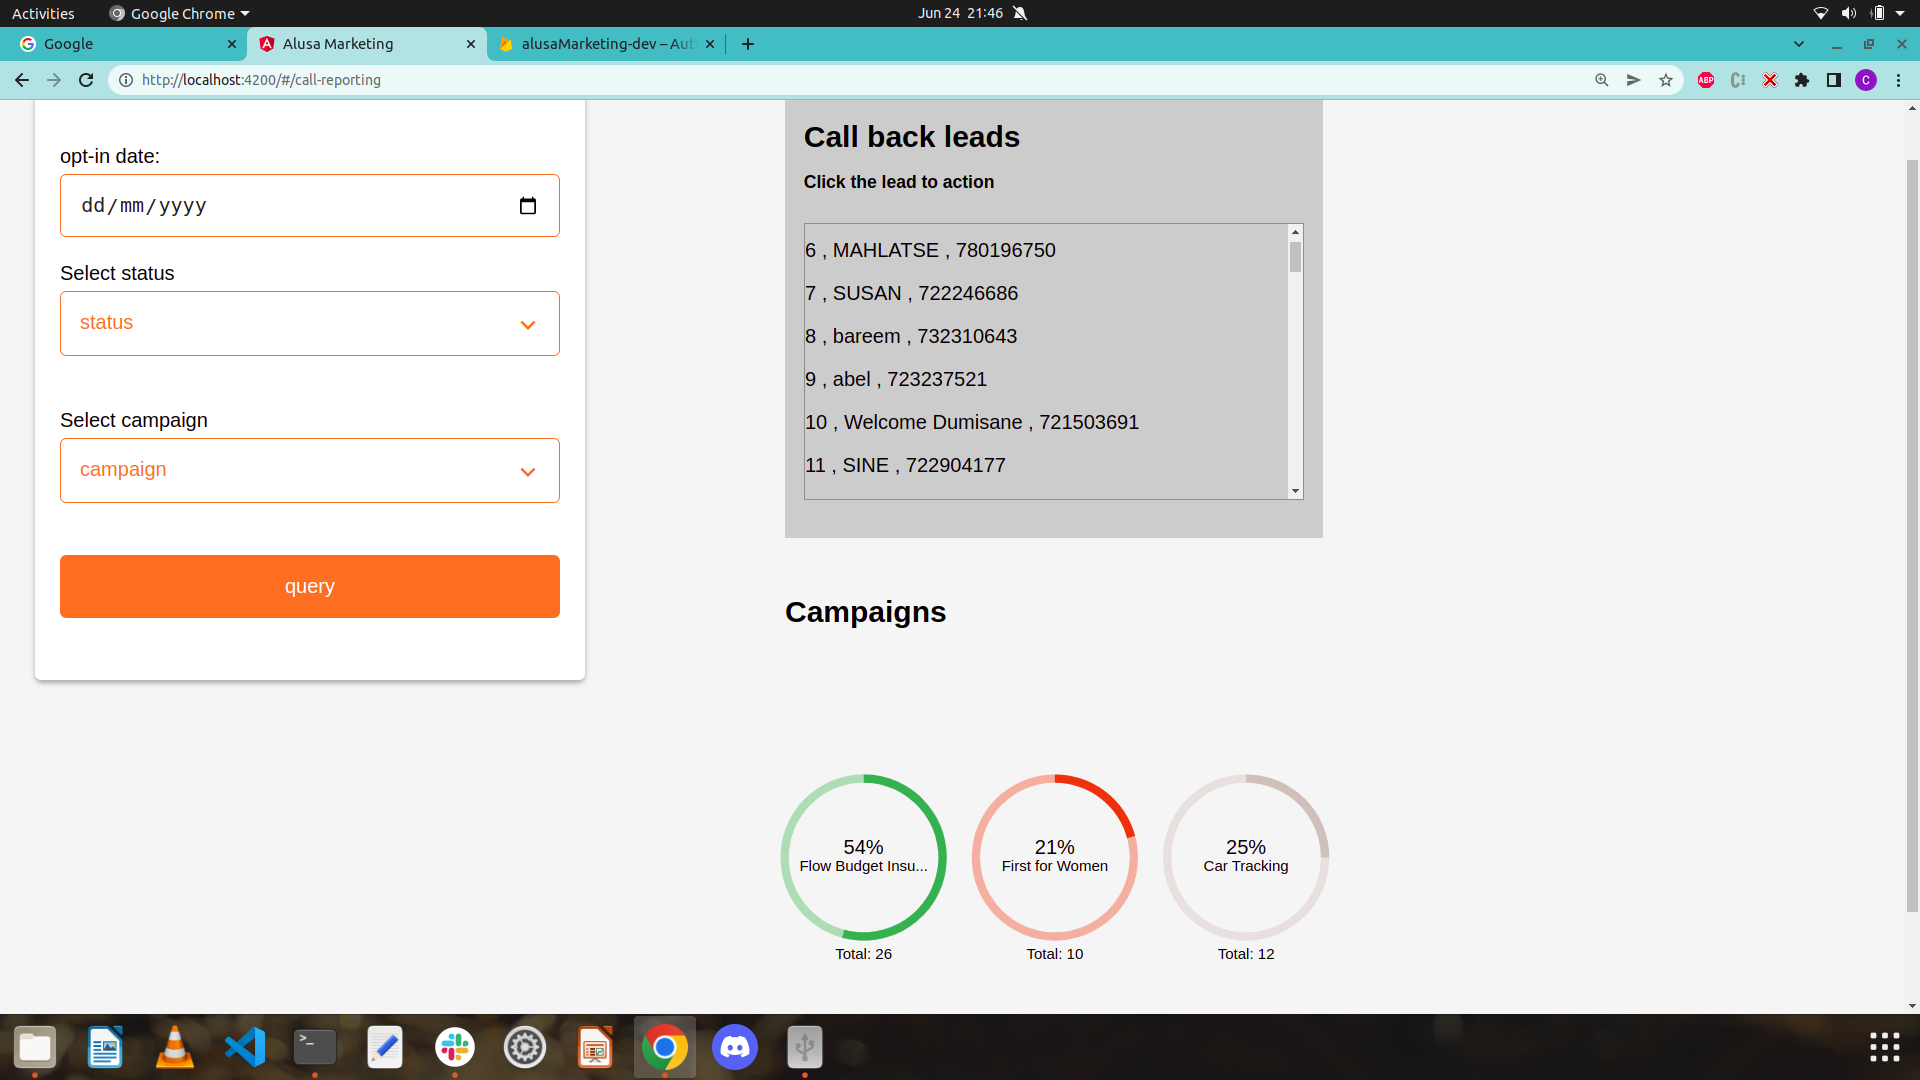 Activities
Google Chrome
Jun 24 21:46
Google
Alusa Marketing
alusaMarketing-dev – Aut
http://localhost:4200/#/call-reporting
ABP
C
opt-in date:
dd/mm/yyyy
Select status
status
Select campaign
campaign
query
Call back leads
Click the lead to action
6 , MAHLATSE , 780196750
7 , SUSAN , 722246686
8 , bareem , 732310643
9 , abel , 723237521
10 , Welcome Dumisane , 721503691
11 , SINE , 722904177
Campaigns
54%
Flow Budget Insu...
Total: 26
21%
First for Women
Total: 10
25%
Car Tracking
Total: 12